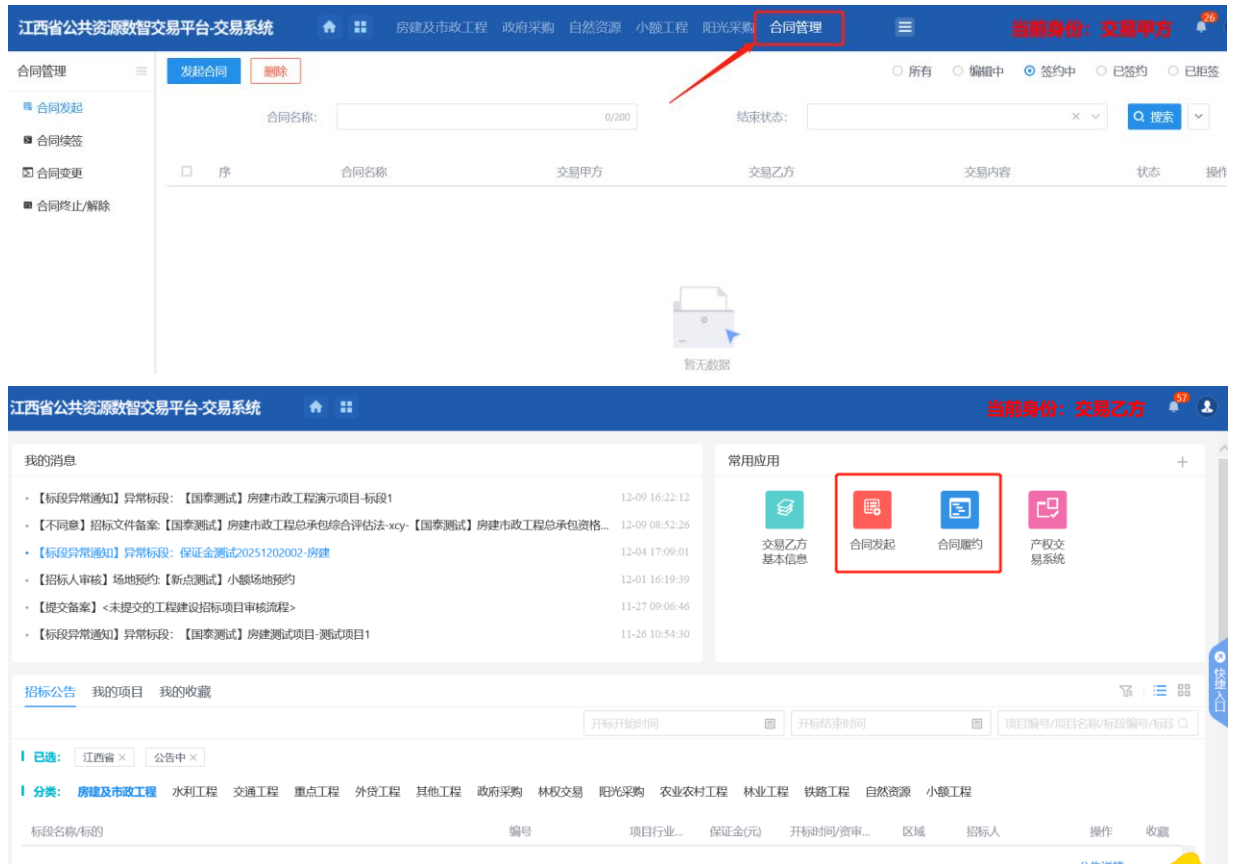 江西省公共资源数智交易平台-交易系统 房建及市政工程 政府采购 自然资源 小额工程 阳光采购 合同管理 当前身份：交易甲方 26
合同管理 发起合同 删除 所有 编辑中 签约中 已签约 已拒签
合同发起
合同名称: 0/200 结束状态: 搜索
合同续签
合同变更
序 合同名称 交易甲方 交易乙方 交易内容 状态 操作
合同终止/解除
暂无数据
江西省公共资源数智交易平台-交易系统 当前身份：交易乙方 57
我的消息
【标段异常通知】异常标段：【国泰测试】房建市政工程演示项目-标段1 12-09 16:22:12
【不同意】招标文件备案:【国泰测试】房建市政工程总承包综合评估法-xcy-【国泰测试】房建市政工程总承包资格... 12-09 08:52:26
【标段异常通知】异常标段：保证金测试20251202002-房建 12-04 17:09:01
【招标人审核】场地预约:【新点测试】小额场地预约 12-01 16:19:39
【提交备案】<未提交的工程建设招标项目审核流程> 11-27 09:06:46
【标段异常通知】异常标段：【国泰测试】房建测试项目-测试项目1 11-26 10:54:30
常用应用
交易乙方基本信息 合同发起 合同履约 产权交易系统
快捷入口
招标公告 我的项目 我的收藏
开标开始时间 开标结束时间 项目编号/项目名称/标段编号/标段
已选： 江西省 公告中
分类： 房建及市政工程 水利工程 交通工程 重点工程 外贷工程 其他工程 政府采购 林权交易 阳光采购 农业农村工程 林业工程 铁路工程 自然资源 小额工程
标段名称/标的 编号 项目行业... 保证金(元) 开标时间/资审... 区域 招标人 操作 收藏